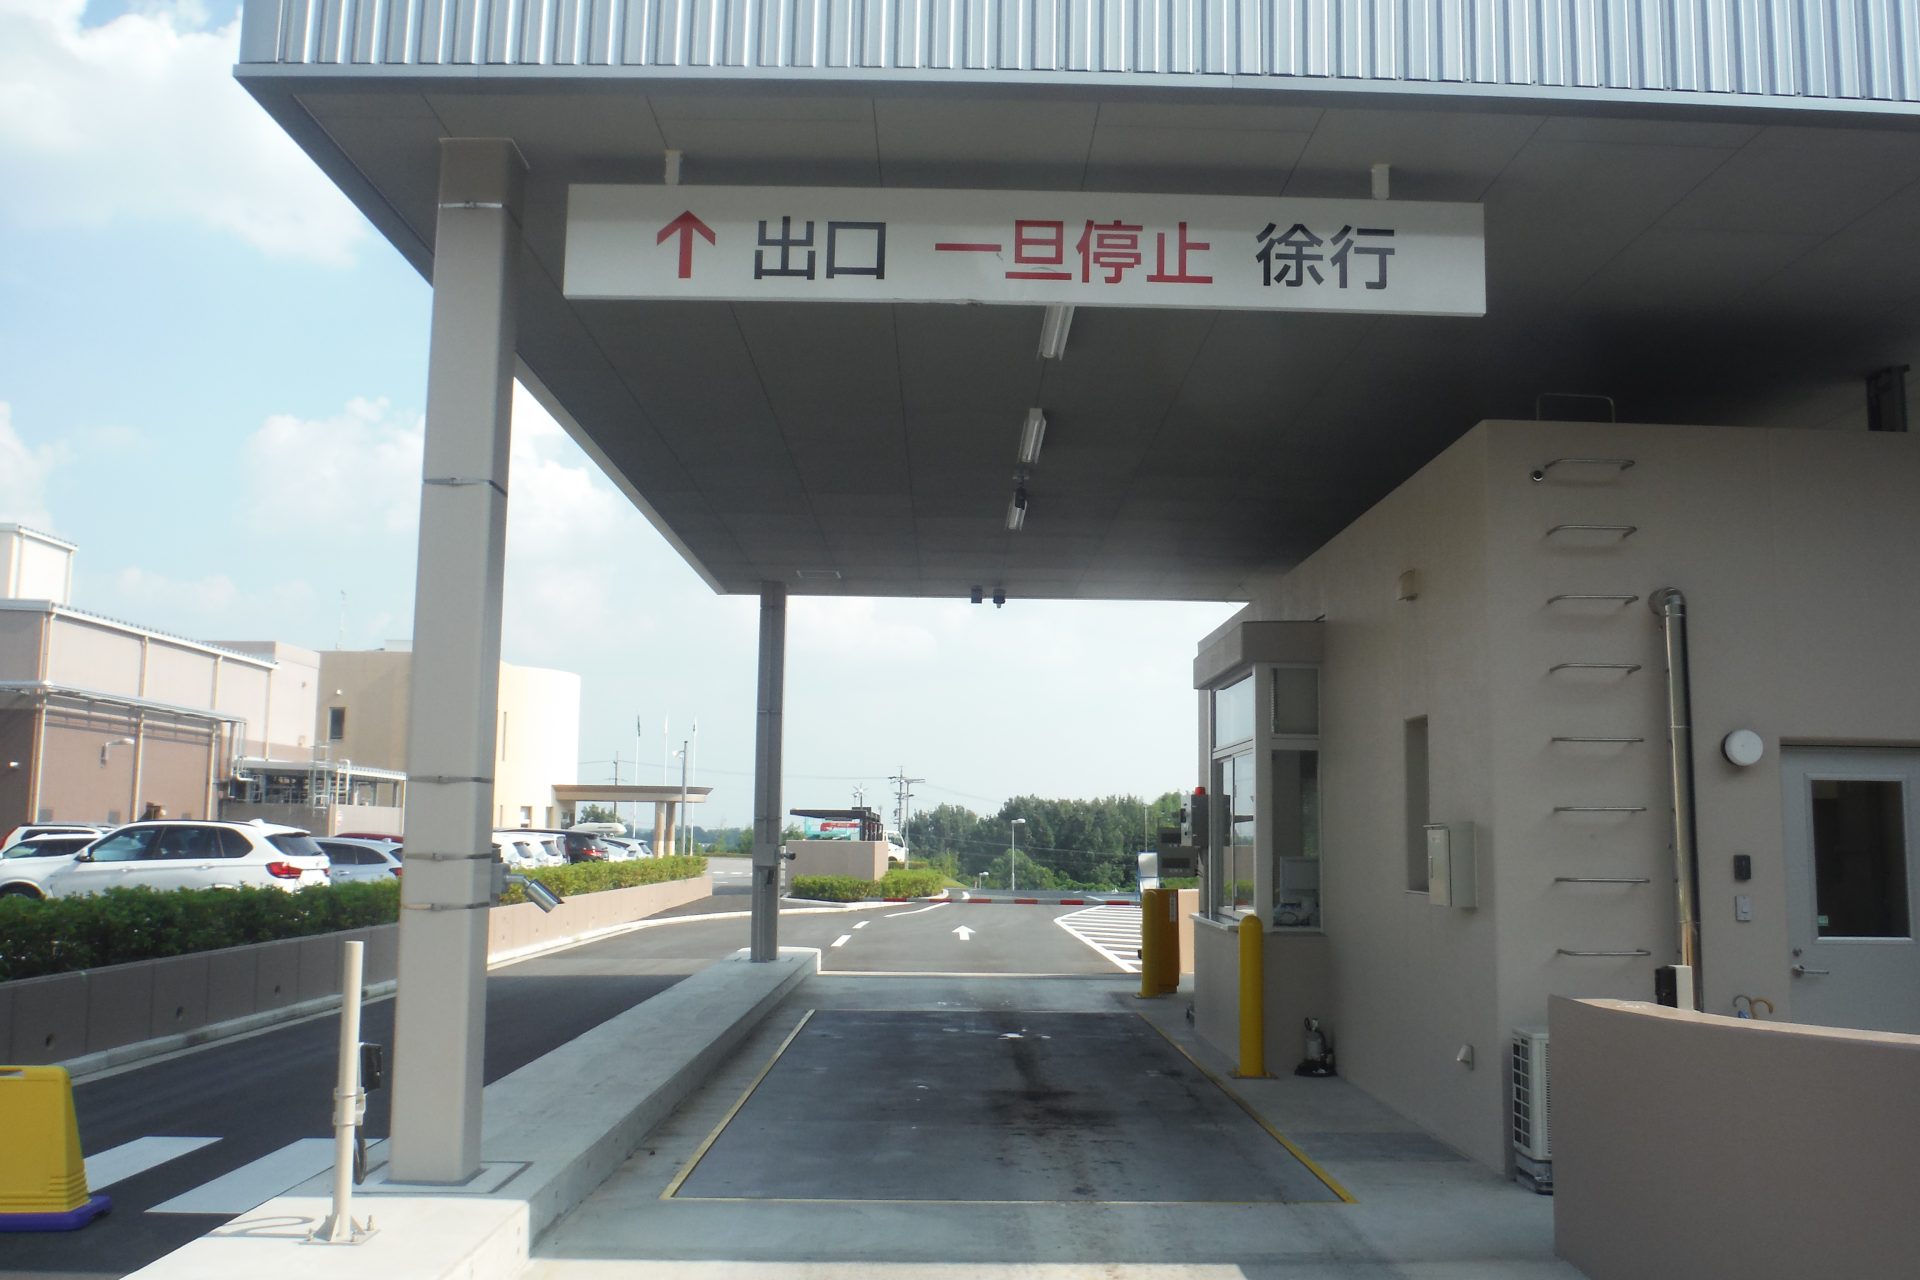 ↑ 出口 一旦停止 徐行